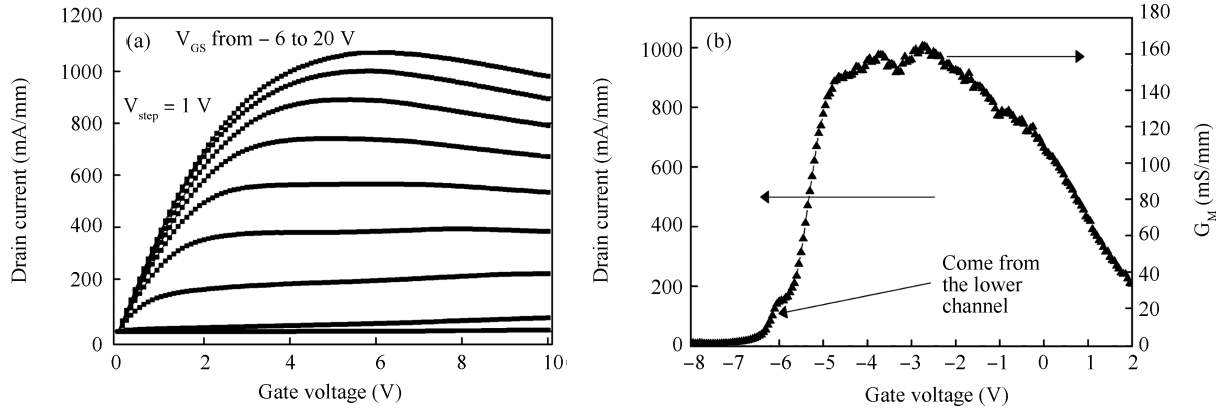 (a)
V_GS from – 6 to 20 V
V_step = 1 V
Drain current (mA/mm)
1200
1000
800
600
400
200
0
0 2 4 6 8 10
Gate voltage (V)
(b)
Drain current (mA/mm)
1000
800
600
400
200
0
180
160
140
120
100
80
60
40
20
0
G_M (mS/mm)
Come from
the lower
channel
−8 −7 −6 −5 −4 −3 −2 −1 0 1 2
Gate voltage (V)